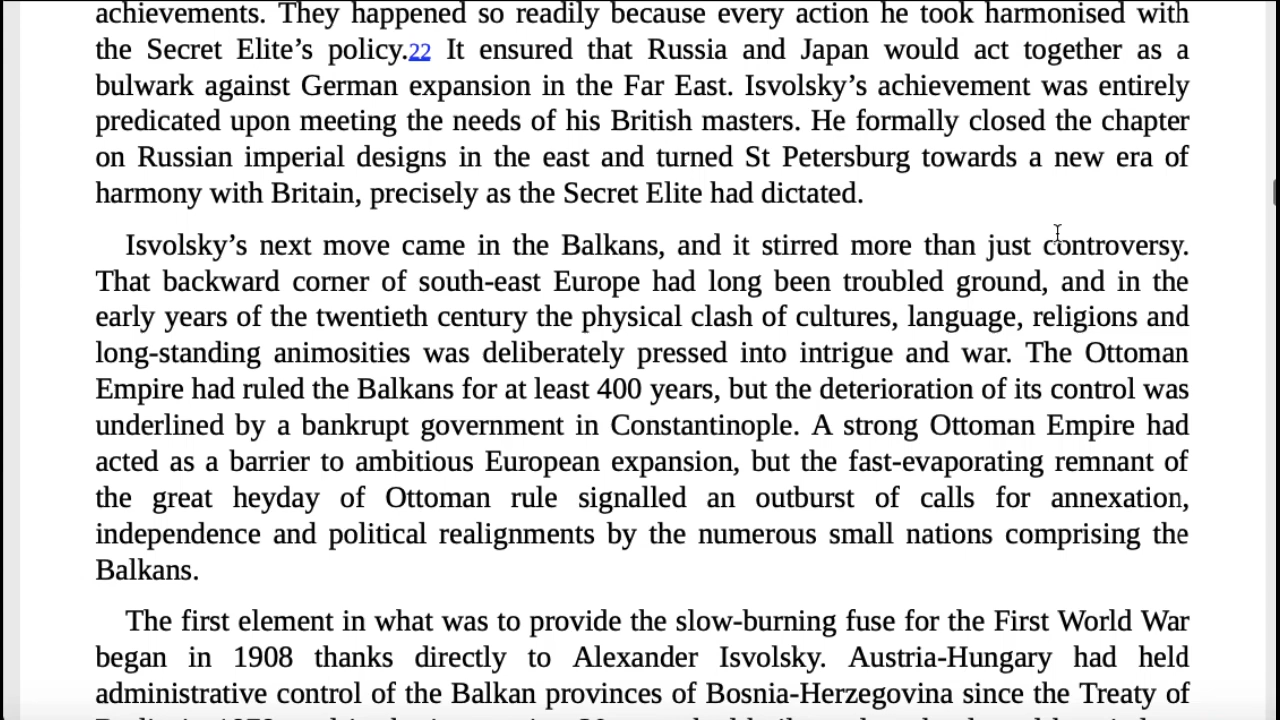 achievements. They happened so readily because every action he took harmonised with
the Secret Elite’s policy.22 It ensured that Russia and Japan would act together as a
bulwark against German expansion in the Far East. Isvolsky’s achievement was entirely
predicated upon meeting the needs of his British masters. He formally closed the chapter
on Russian imperial designs in the east and turned St Petersburg towards a new era of
harmony with Britain, precisely as the Secret Elite had dictated.
Isvolsky’s next move came in the Balkans, and it stirred more than just controversy.
That backward corner of south-east Europe had long been troubled ground, and in the
early years of the twentieth century the physical clash of cultures, language, religions and
long-standing animosities was deliberately pressed into intrigue and war. The Ottoman
Empire had ruled the Balkans for at least 400 years, but the deterioration of its control was
underlined by a bankrupt government in Constantinople. A strong Ottoman Empire had
acted as a barrier to ambitious European expansion, but the fast-evaporating remnant of
the great heyday of Ottoman rule signalled an outburst of calls for annexation,
independence and political realignments by the numerous small nations comprising the
Balkans.
The first element in what was to provide the slow-burning fuse for the First World War
began in 1908 thanks directly to Alexander Isvolsky. Austria-Hungary had held
administrative control of the Balkan provinces of Bosnia-Herzegovina since the Treaty of